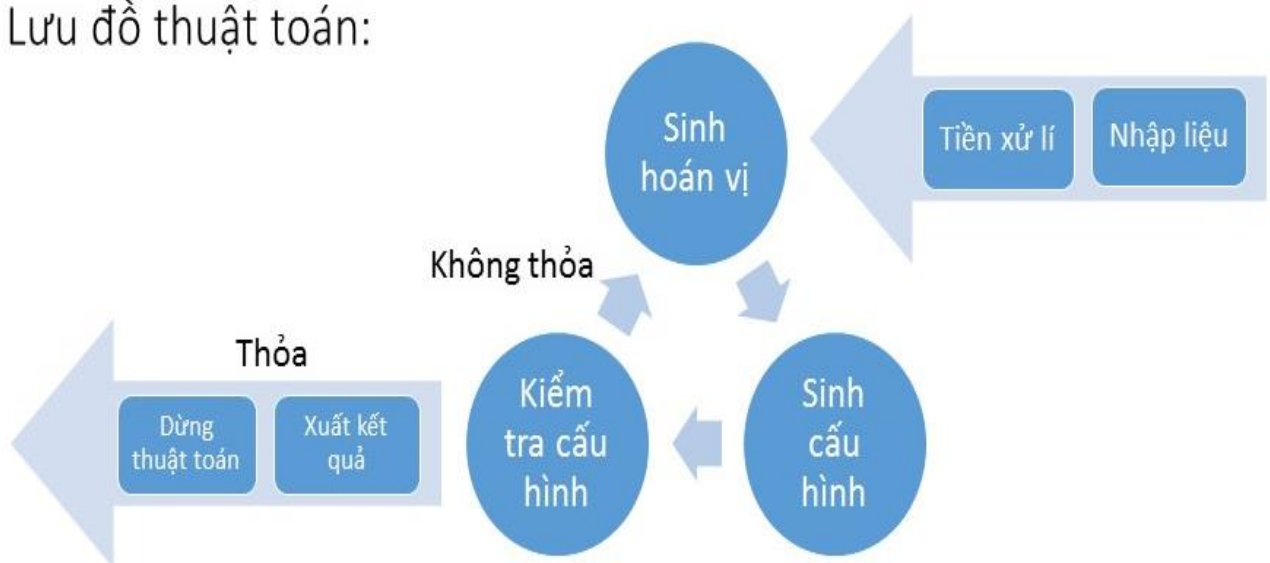 Lưu đồ thuật toán:
Nhập liệu
Tiền xử lí
Sinh
hoán vị
Sinh
cấu
hình
Kiểm
tra cấu
hình
Không thỏa
Thỏa
Xuất kết
quả
Dừng
thuật toán